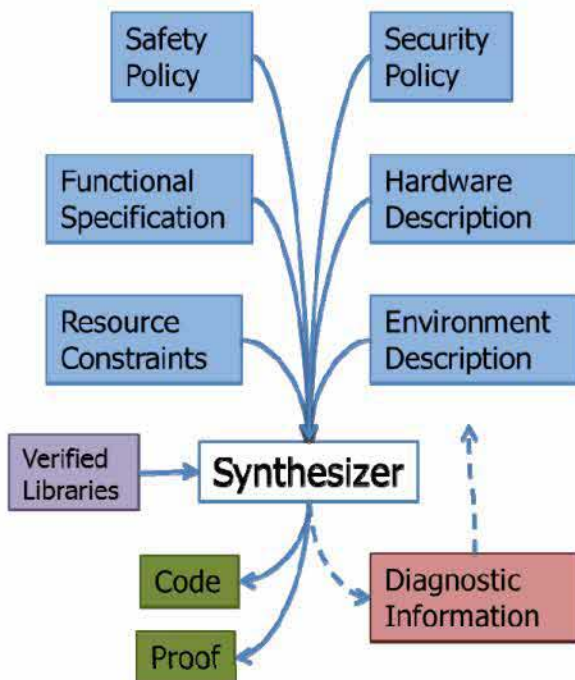 Safety
Policy
Security
Policy
Functional
Specification
Hardware
Description
Resource
Constraints
Environment
Description
Verified
Libraries
Synthesizer
Code
Diagnostic
Information
Proof